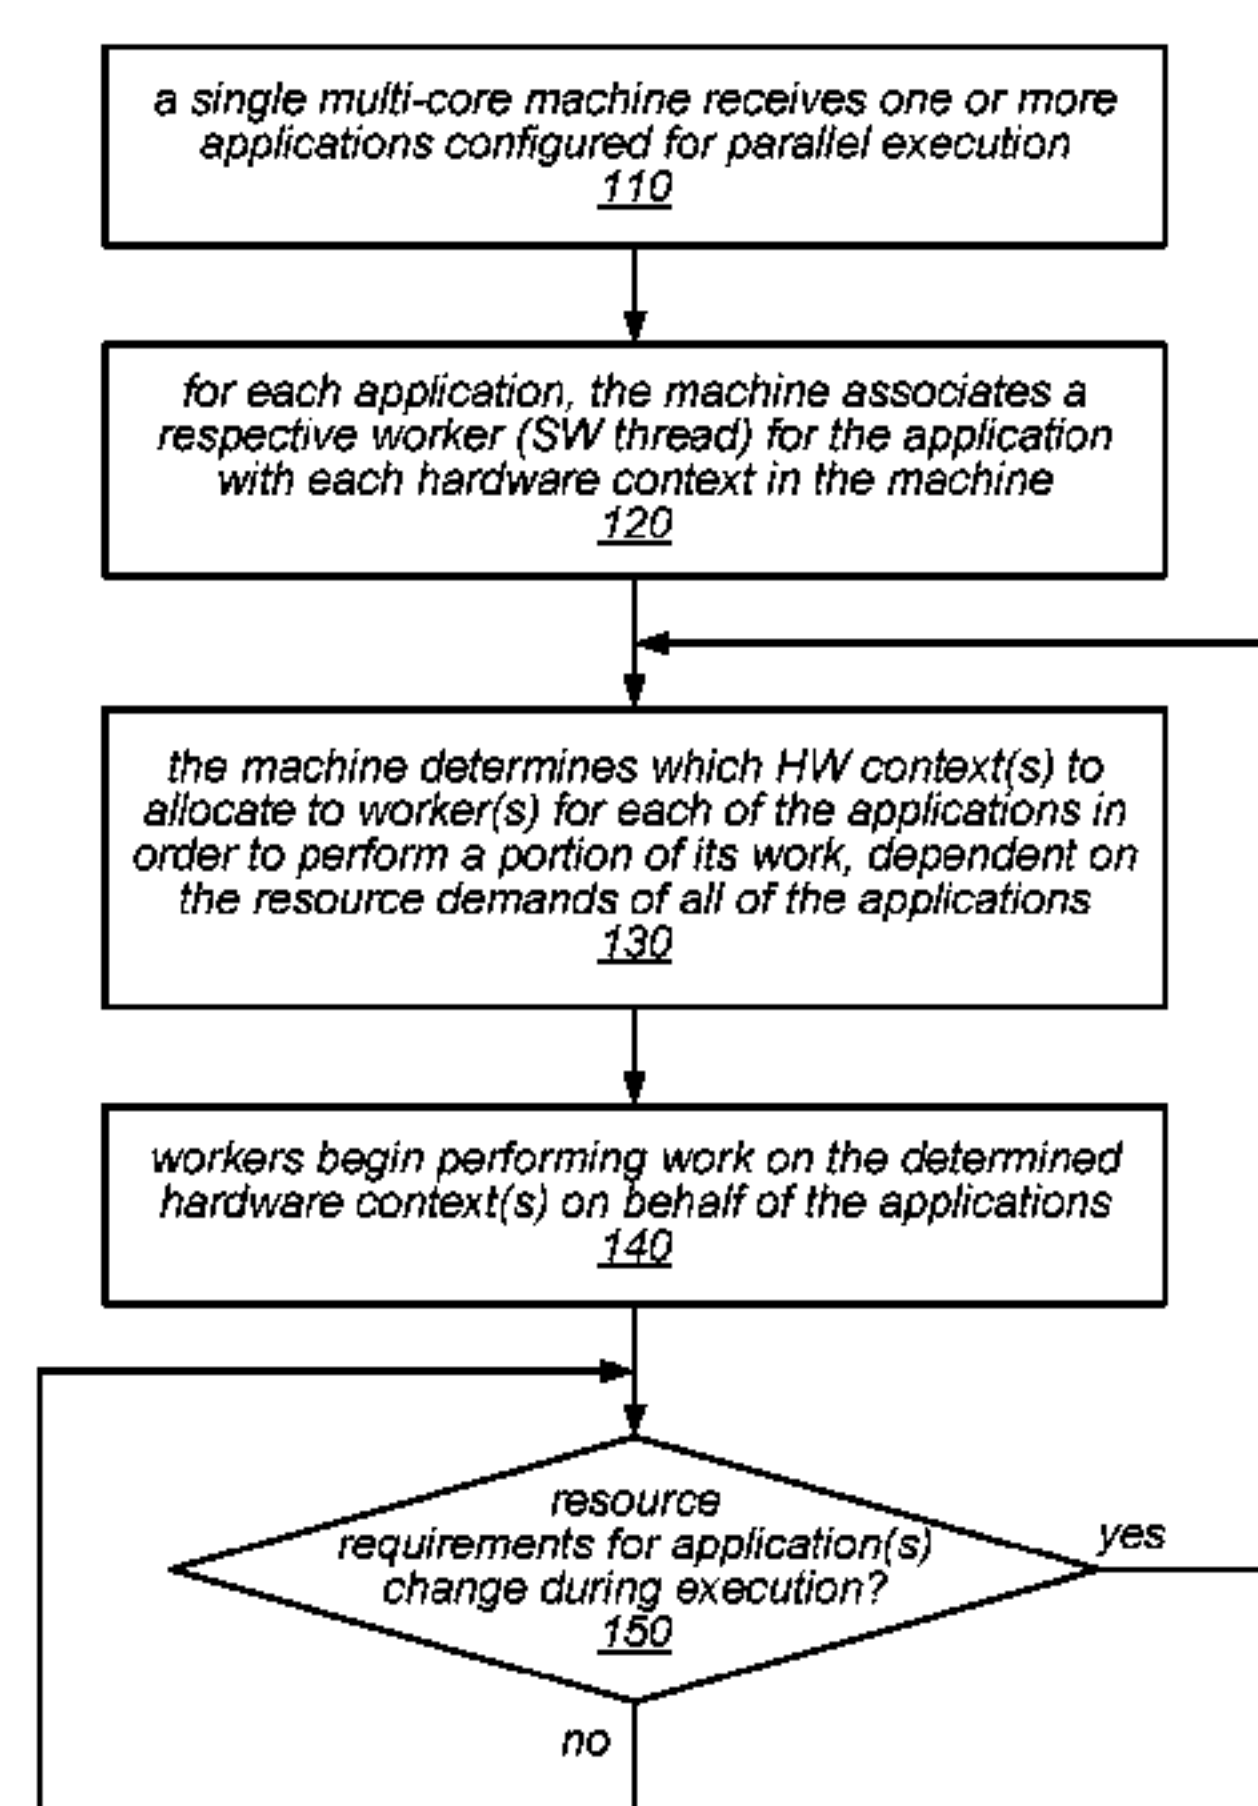 a single multi-core machine receives one or more
applications configured for parallel execution
110
for each application, the machine associates a
respective worker (SW thread) for the application
with each hardware context in the machine
120
the machine determines which HW context(s) to
allocate to worker(s) for each of the applications in
order to perform a portion of its work, dependent on
the resource demands of all of the applications
130
workers begin performing work on the determined
hardware context(s) on behalf of the applications
140
resource
requirements for application(s)
change during execution?
150
yes
no